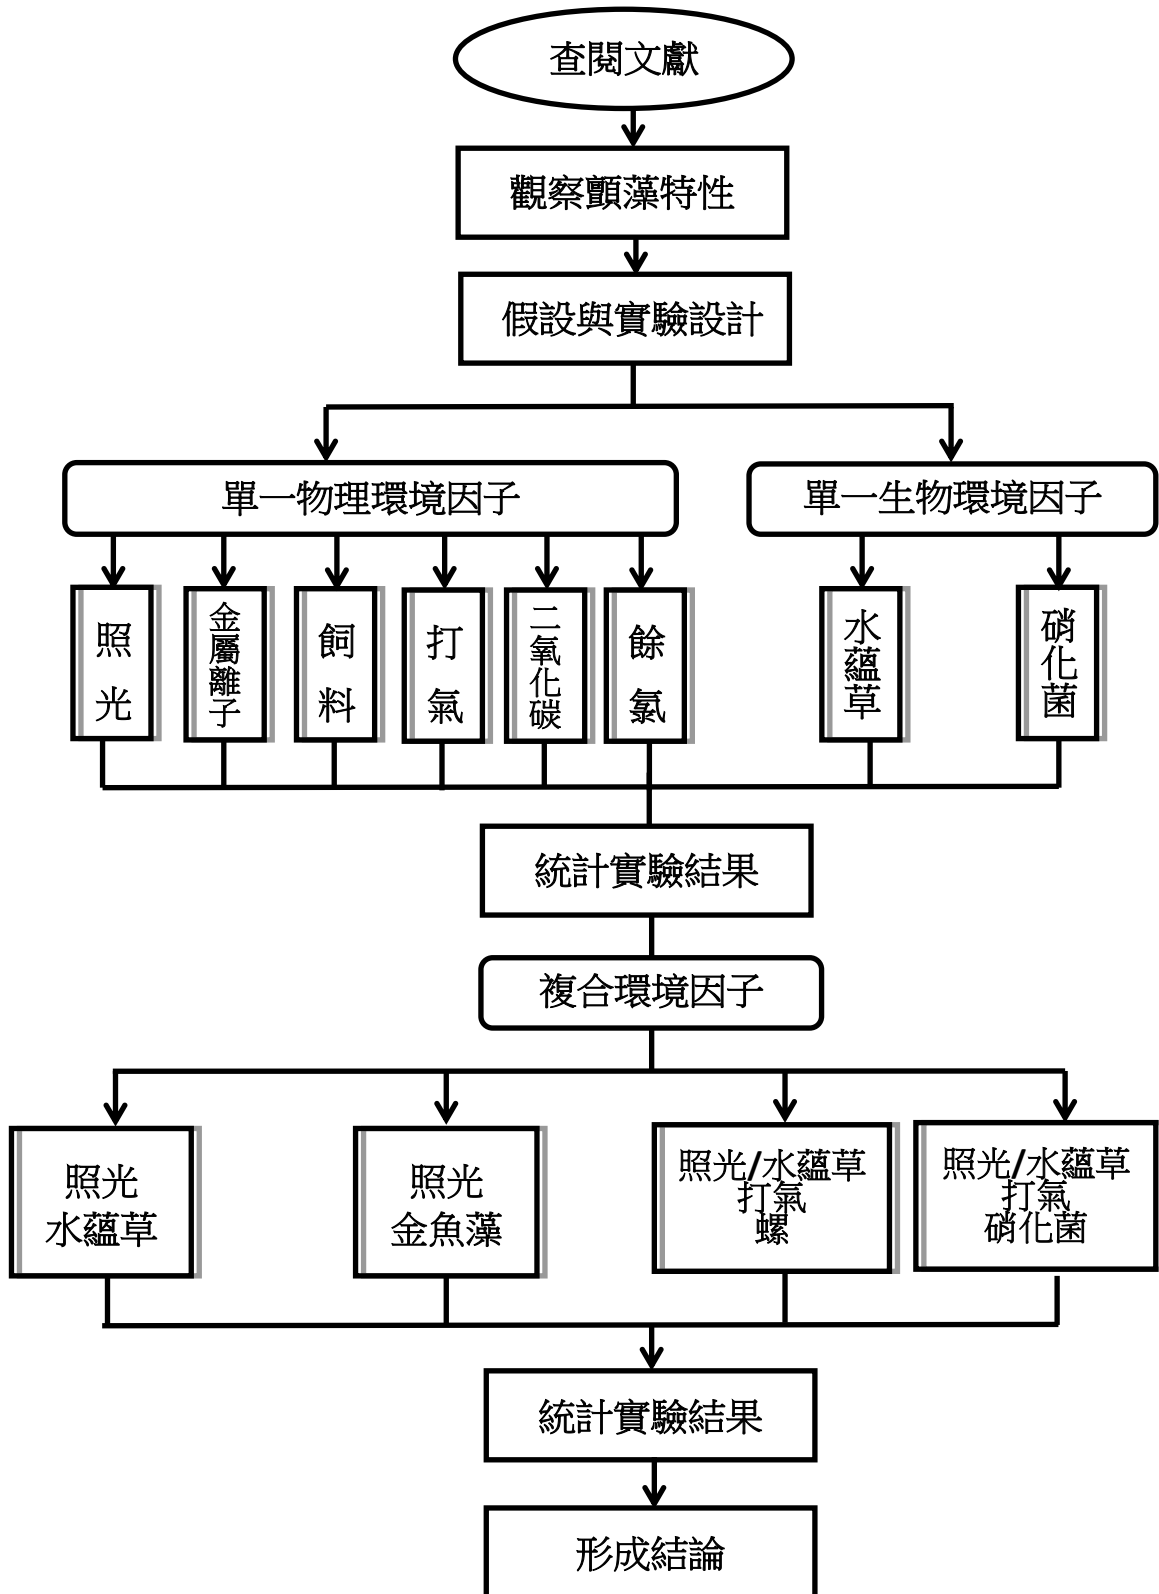 查閱文獻
觀察顫藻特性
假設與實驗設計
單一物理環境因子
單一生物環境因子
照光
金屬離子
飼料
打氣
二氧化碳
餘氯
水蘊草
硝化菌
統計實驗結果
複合環境因子
照光
水蘊草
照光
金魚藻
照光/水蘊草
打氣
螺
照光/水蘊草
打氣
硝化菌
統計實驗結果
形成結論